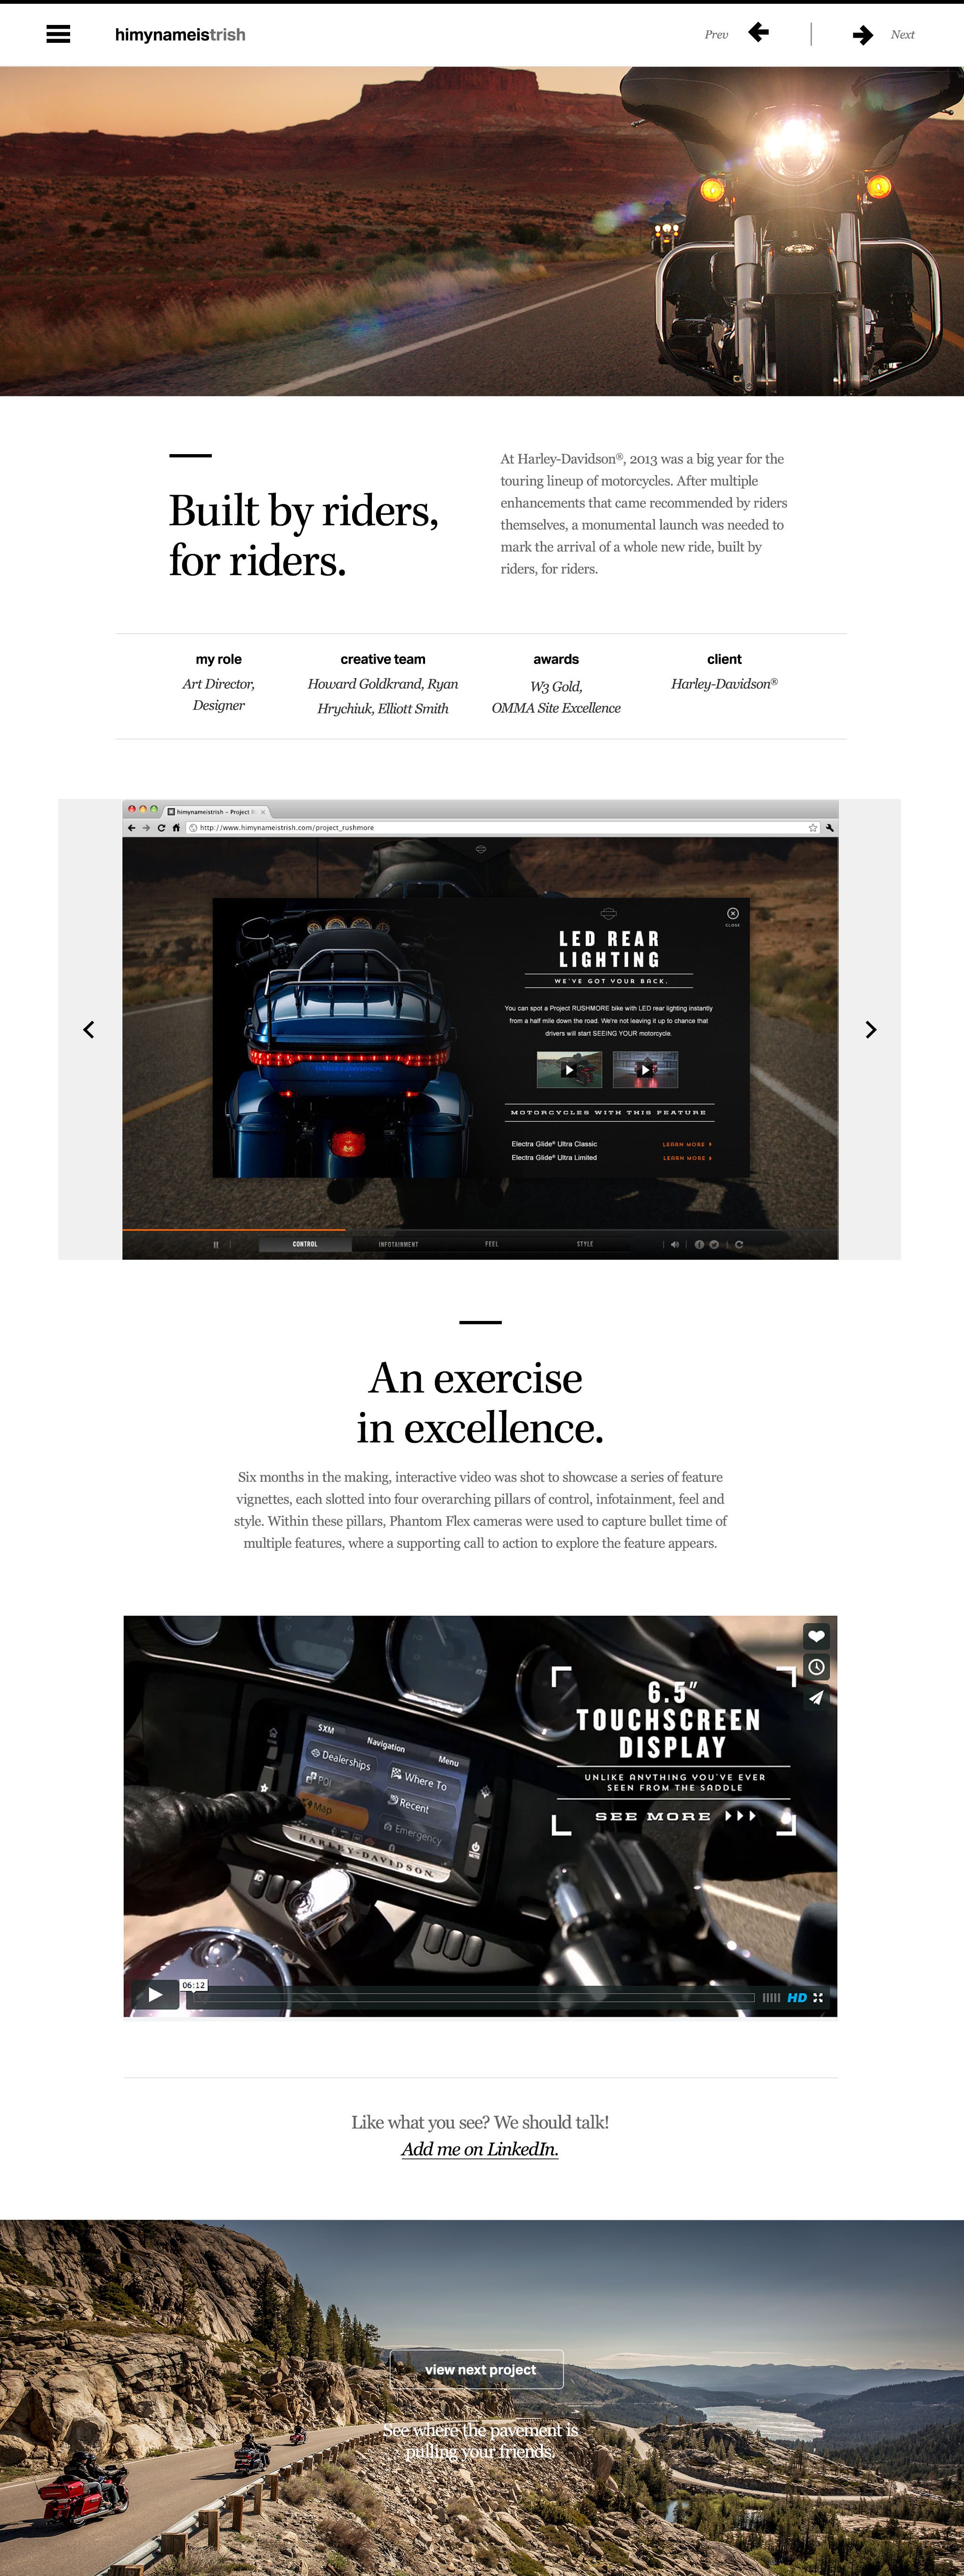 himynameistrish
Prev
Next
Built by riders,
for riders.
At Harley-Davidson®, 2013 was a big year for the
touring lineup of motorcycles. After multiple
enhancements that came recommended by riders
themselves, a monumental launch was needed to
mark the arrival of a whole new ride, built by
riders, for riders.
my role
Art Director,
Designer
creative team
Howard Goldkrand, Ryan
Hrychiuk, Elliott Smith
awards
W3 Gold,
OMMA Site Excellence
client
Harley-Davidson®
himynameistrish – Project R
http://www.himynameistrish.com/project_rushmore
CLOSE
LED REAR
LIGHTING
WE'VE GOT YOUR BACK.
You can spot a Project RUSHMORE bike with LED rear lighting instantly
from a half mile down the road. We're not leaving it up to chance that
drivers will start SEEING YOUR motorcycle.
HARLEY-DAVIDSON
MOTORCYCLES WITH THIS FEATURE
Electra Glide® Ultra Classic LEARN MORE
Electra Glide® Ultra Limited LEARN MORE
CONTROL
INFOTAINMENT
FEEL
STYLE
An exercise
in excellence.
Six months in the making, interactive video was shot to showcase a series of feature
vignettes, each slotted into four overarching pillars of control, infotainment, feel and
style. Within these pillars, Phantom Flex cameras were used to capture bullet time of
multiple features, where a supporting call to action to explore the feature appears.
SXM
Navigation
Menu
Dealerships
Where To
POI
Recent
Map
Emergency
HARLEY-DAVIDSON
6.5"
TOUCHSCREEN
DISPLAY
UNLIKE ANYTHING YOU'VE EVER
SEEN FROM THE SADDLE
SEE MORE
06:12
HD
Like what you see? We should talk!
Add me on LinkedIn.
view next project
See where the pavement is
pulling your friends.